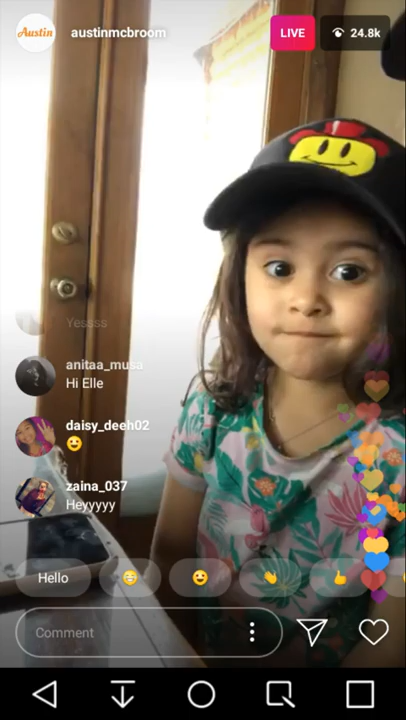 Austin
austinmcbroom
LIVE
24.8k
Yessss
anitaa_musa
Hi Elle
daisy_deeh02
zaina_037
Heyyyyy
Hello
Comment